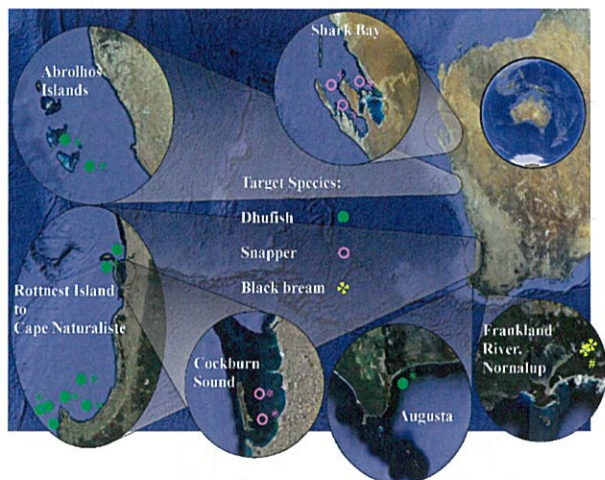 Shark Bay
Abrolhos
Islands
Target Species:
Dhufish
Snapper
Black bream
Rottnest Island
to
Cape Naturaliste
Cockburn
Sound
Augusta
Frankland
River,
Nornalup